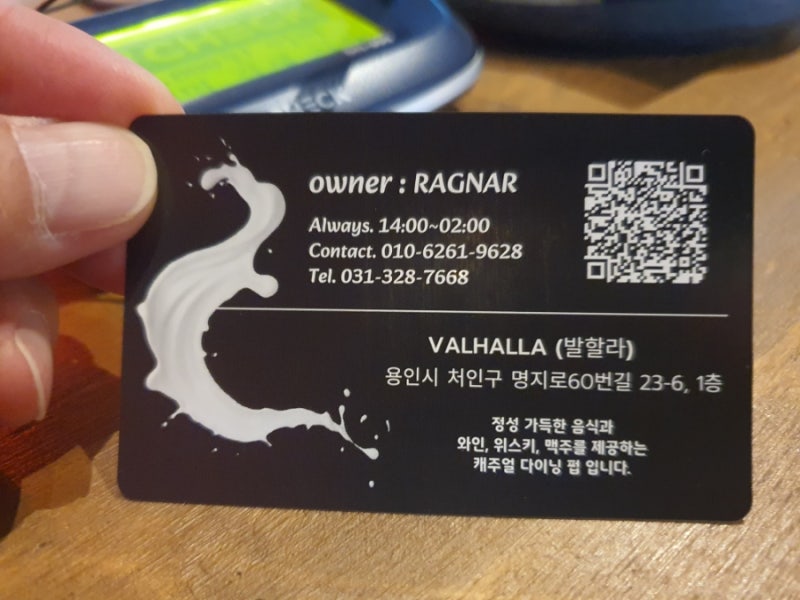 CHECK
owner : RAGNAR
Always. 14:00~02:00
Contact. 010-6261-9628
Tel. 031-328-7668
VALHALLA (발할라)
용인시 처인구 명지로60번길 23-6, 1층
정성 가득한 음식과
와인, 위스키, 맥주를 제공하는
캐주얼 다이닝 펍 입니다.